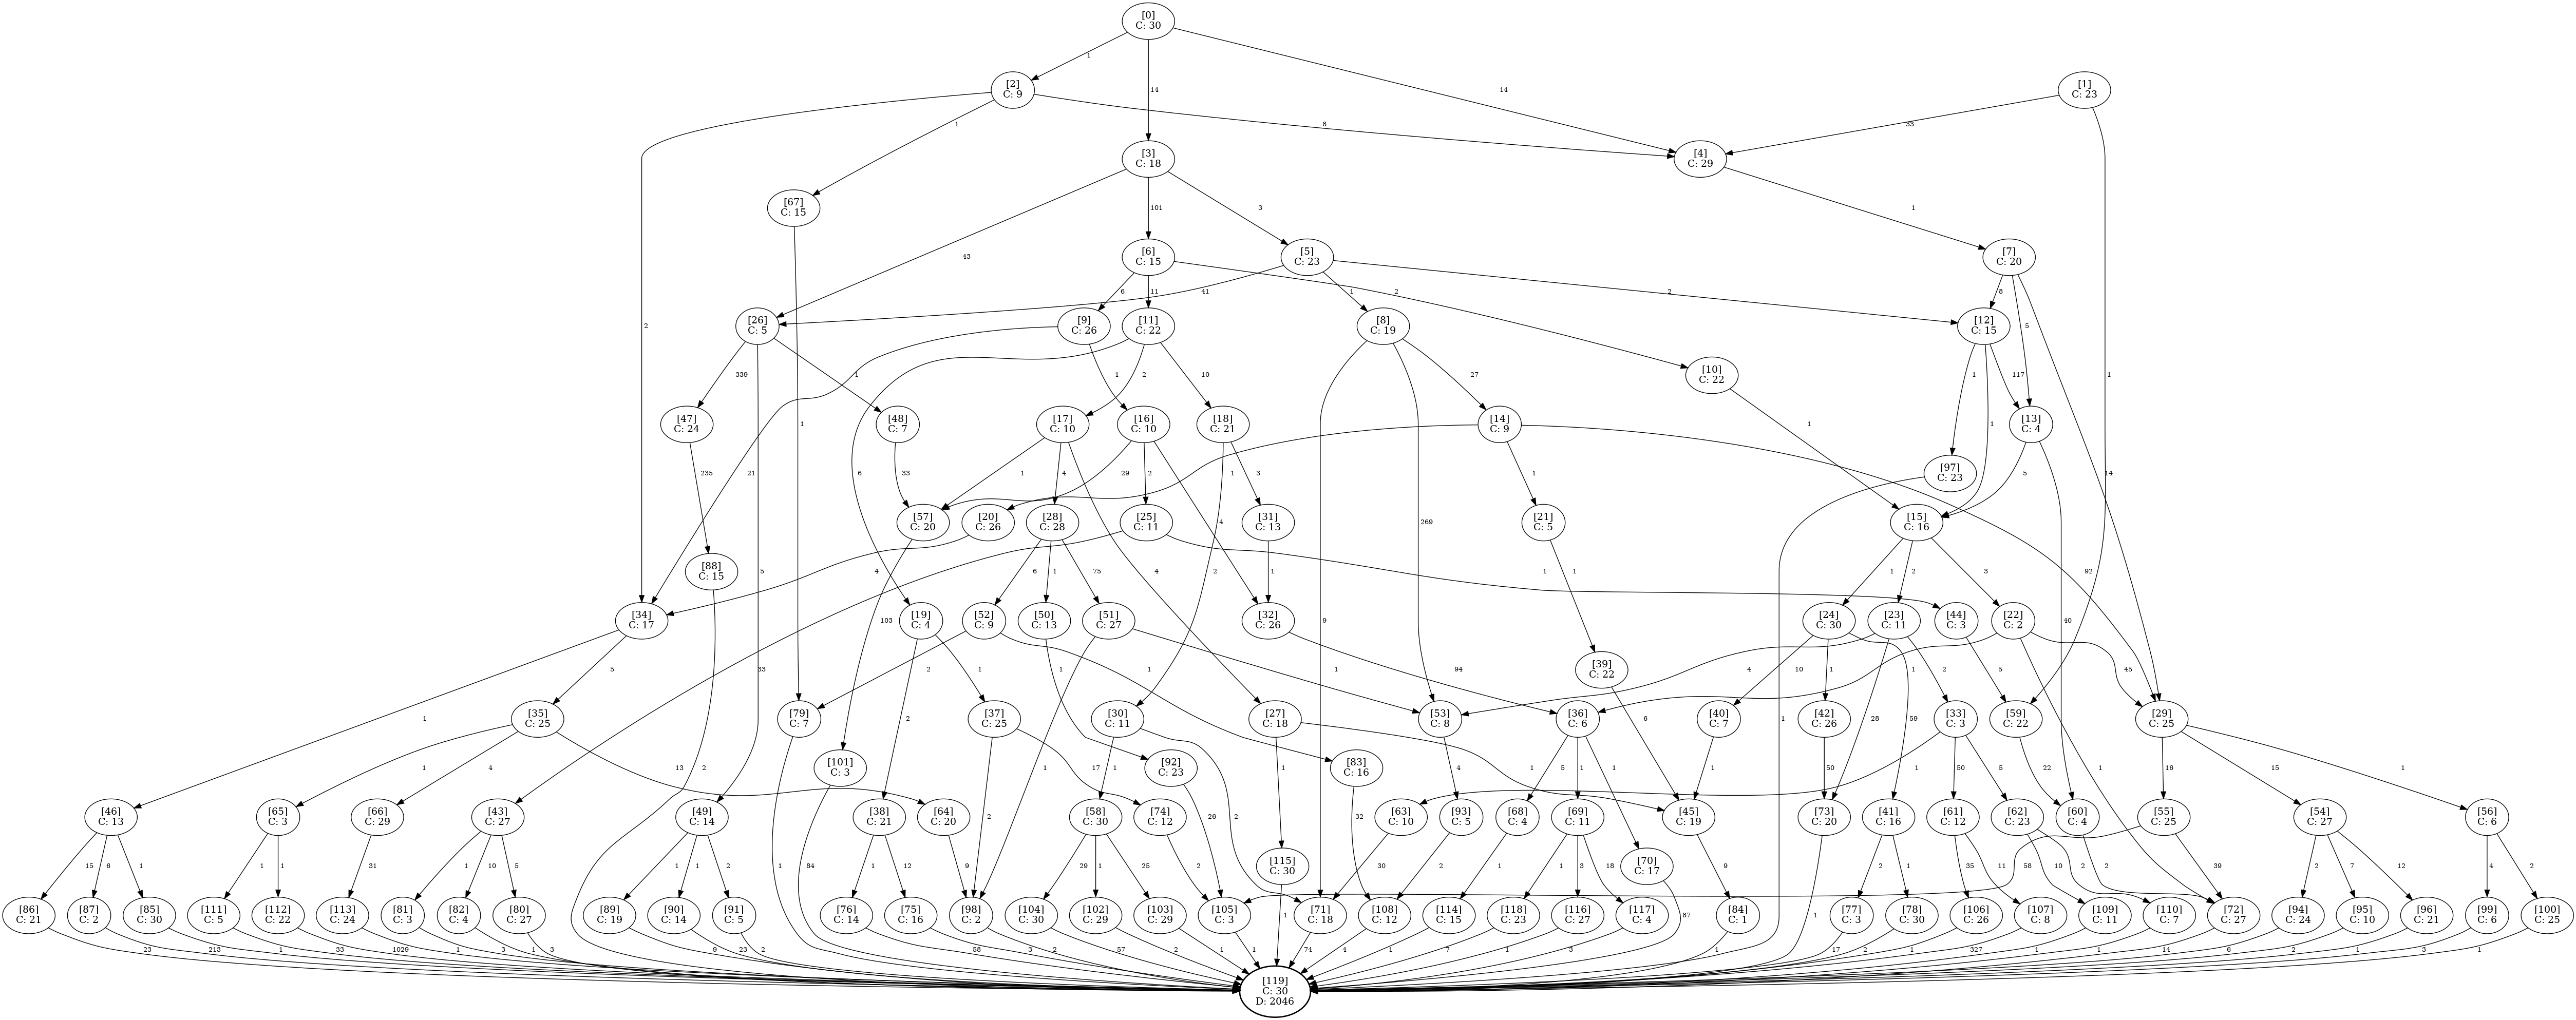 [0]
C: 30
1
14
14
[2]
C: 9
[1]
C: 23
1
8
33
[3]
C: 18
[4]
C: 29
[67]
C: 15
101
3
1
[6]
C: 15
[5]
C: 23
[7]
C: 20
43
6
11
41
1
2
2
8
2
[26]
C: 5
[9]
C: 26
[11]
C: 22
[8]
C: 19
[12]
C: 15
5
1
339
1
1
2
10
27
[10]
C: 22
1
117
1
[47]
C: 24
[48]
C: 7
[17]
C: 10
[16]
C: 10
[18]
C: 21
[14]
C: 9
[13]
C: 4
1
1
1
235
33
21
6
1
4
29
2
1
3
1
[97]
C: 23
5
14
[57]
C: 20
[20]
C: 26
[28]
C: 28
[25]
C: 11
4
[31]
C: 13
269
[21]
C: 5
[15]
C: 16
[88]
C: 15
5
4
6
1
75
4
2
1
1
1
1
2
3
92
[34]
C: 17
103
[19]
C: 4
[52]
C: 9
[50]
C: 13
[51]
C: 27
[32]
C: 26
9
[24]
C: 30
[23]
C: 11
[44]
C: 3
[22]
C: 2
40
1
5
33
1
2
1
1
1
94
[39]
C: 22
4
10
1
1
2
5
45
[35]
C: 25
[79]
C: 7
[37]
C: 25
[30]
C: 11
[27]
C: 18
[53]
C: 8
[36]
C: 6
6
[40]
C: 7
[42]
C: 26
28
59
[33]
C: 3
[59]
C: 22
[29]
C: 25
1
4
13
2
[101]
C: 3
2
17
1
[92]
C: 23
1
1
[83]
C: 16
1
4
5
1
1
1
50
1
50
5
22
1
16
15
1
[46]
C: 13
[65]
C: 3
[66]
C: 29
[43]
C: 27
[49]
C: 14
[38]
C: 21
[64]
C: 20
[74]
C: 12
[58]
C: 30
26
2
[63]
C: 10
[93]
C: 5
[68]
C: 4
[69]
C: 11
[45]
C: 19
[73]
C: 20
[41]
C: 16
[61]
C: 12
[62]
C: 23
[60]
C: 4
[55]
C: 25
[54]
C: 27
[56]
C: 6
15
6
1
1
1
31
1
10
5
1
1
2
1
84
1
12
9
2
29
1
25
[115]
C: 30
30
32
2
1
1
3
18
[70]
C: 17
9
2
1
35
11
10
2
2
58
39
2
7
12
4
2
[86]
C: 21
[87]
C: 2
[85]
C: 30
[111]
C: 5
[112]
C: 22
[113]
C: 24
[81]
C: 3
[82]
C: 4
[80]
C: 27
[89]
C: 19
[90]
C: 14
[91]
C: 5
[76]
C: 14
[75]
C: 16
[98]
C: 2
[104]
C: 30
[102]
C: 29
[103]
C: 29
[105]
C: 3
1
[71]
C: 18
[108]
C: 12
[114]
C: 15
[118]
C: 23
[116]
C: 27
[117]
C: 4
87
[84]
C: 1
1
[77]
C: 3
[78]
C: 30
[106]
C: 26
[107]
C: 8
[109]
C: 11
[110]
C: 7
[72]
C: 27
[94]
C: 24
[95]
C: 10
[96]
C: 21
[99]
C: 6
[100]
C: 25
23
213
1
33
1029
1
3
1
3
9
23
2
58
3
2
57
2
1
1
74
4
1
7
1
3
1
17
2
1
327
1
1
14
6
2
1
3
1
[119]
C: 30
D: 2046